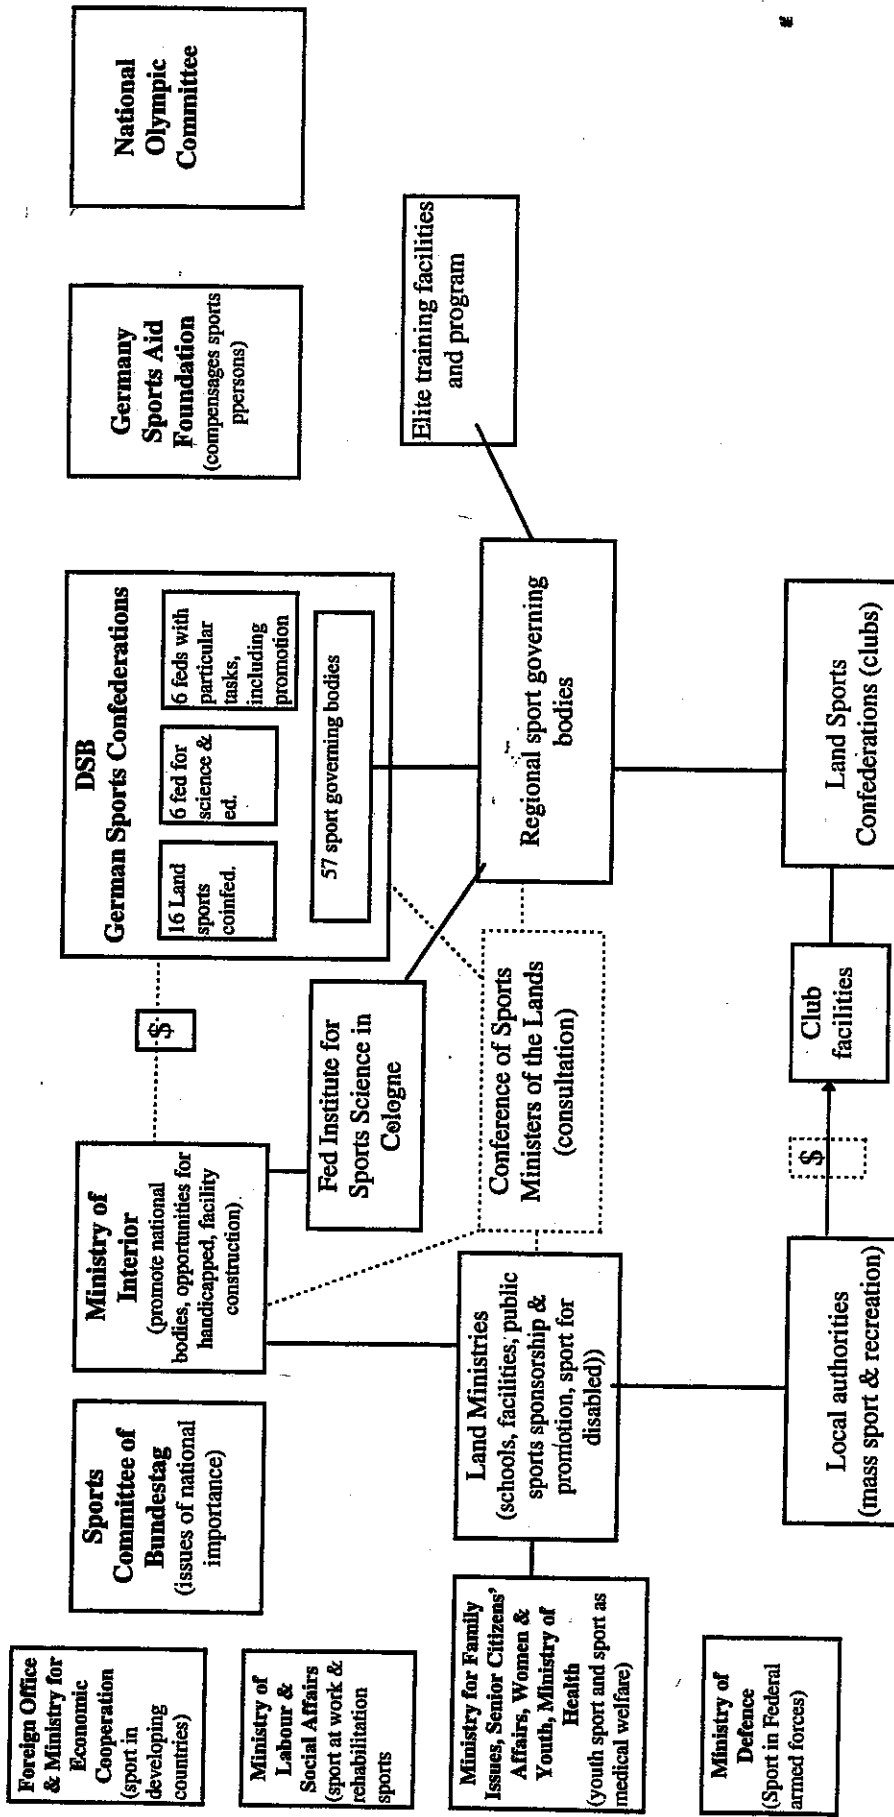 Foreign Office
& Ministry for
Economic
Cooperation
(sport in
developing
countries)
Sports
Committee of
Bundestag
(issues of national
importance)
Ministry of
Interior
(promote national
bodies, opportunities for
handicapped, facility
construction)
$
DSB
German Sports Confederations
16 Land
sports
coinfed.
6 fed for
science &
ed.
6 feds with
particular
tasks,
including
promotion
57 sport governing bodies
Germany
Sports Aid
Foundation
(compensages sports
ppersons)
National
Olympic
Committee
Ministry of
Labour &
Social Affairs
(sport at work &
rehabilitation
sports
Fed Institute for
Sports Science in
Cologne
Ministry for Family
Issues, Senior Citizens'
Affairs, Women &
Youth, Ministry of
Health
(youth sport and sport as
medical welfare)
Land Ministries
(schools, facilities, public
sports sponsorship &
promotion, sport for
disabled))
Conference of Sports
Ministers of the Lands
(consultation)
Regional sport governing
bodies
Elite training facilities
and program
Ministry of
Defence
(Sport in Federal
armed forces)
Local authorities
(mass sport & recreation)
$
Club
facilities
Land Sports
Confederations (clubs)